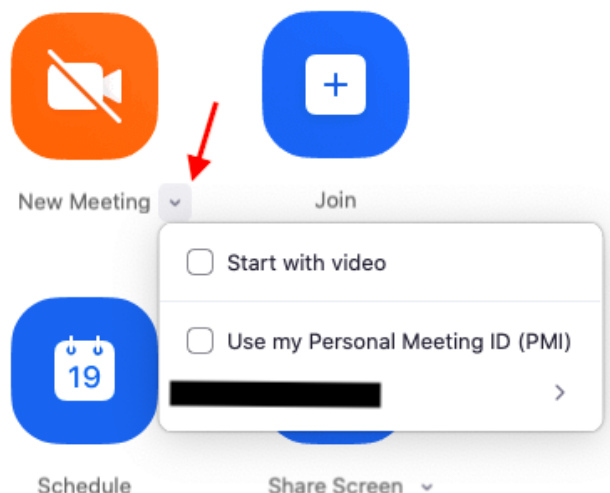 New Meeting
Join
Start with video
Use my Personal Meeting ID (PMI)
19
Schedule
Share Screen